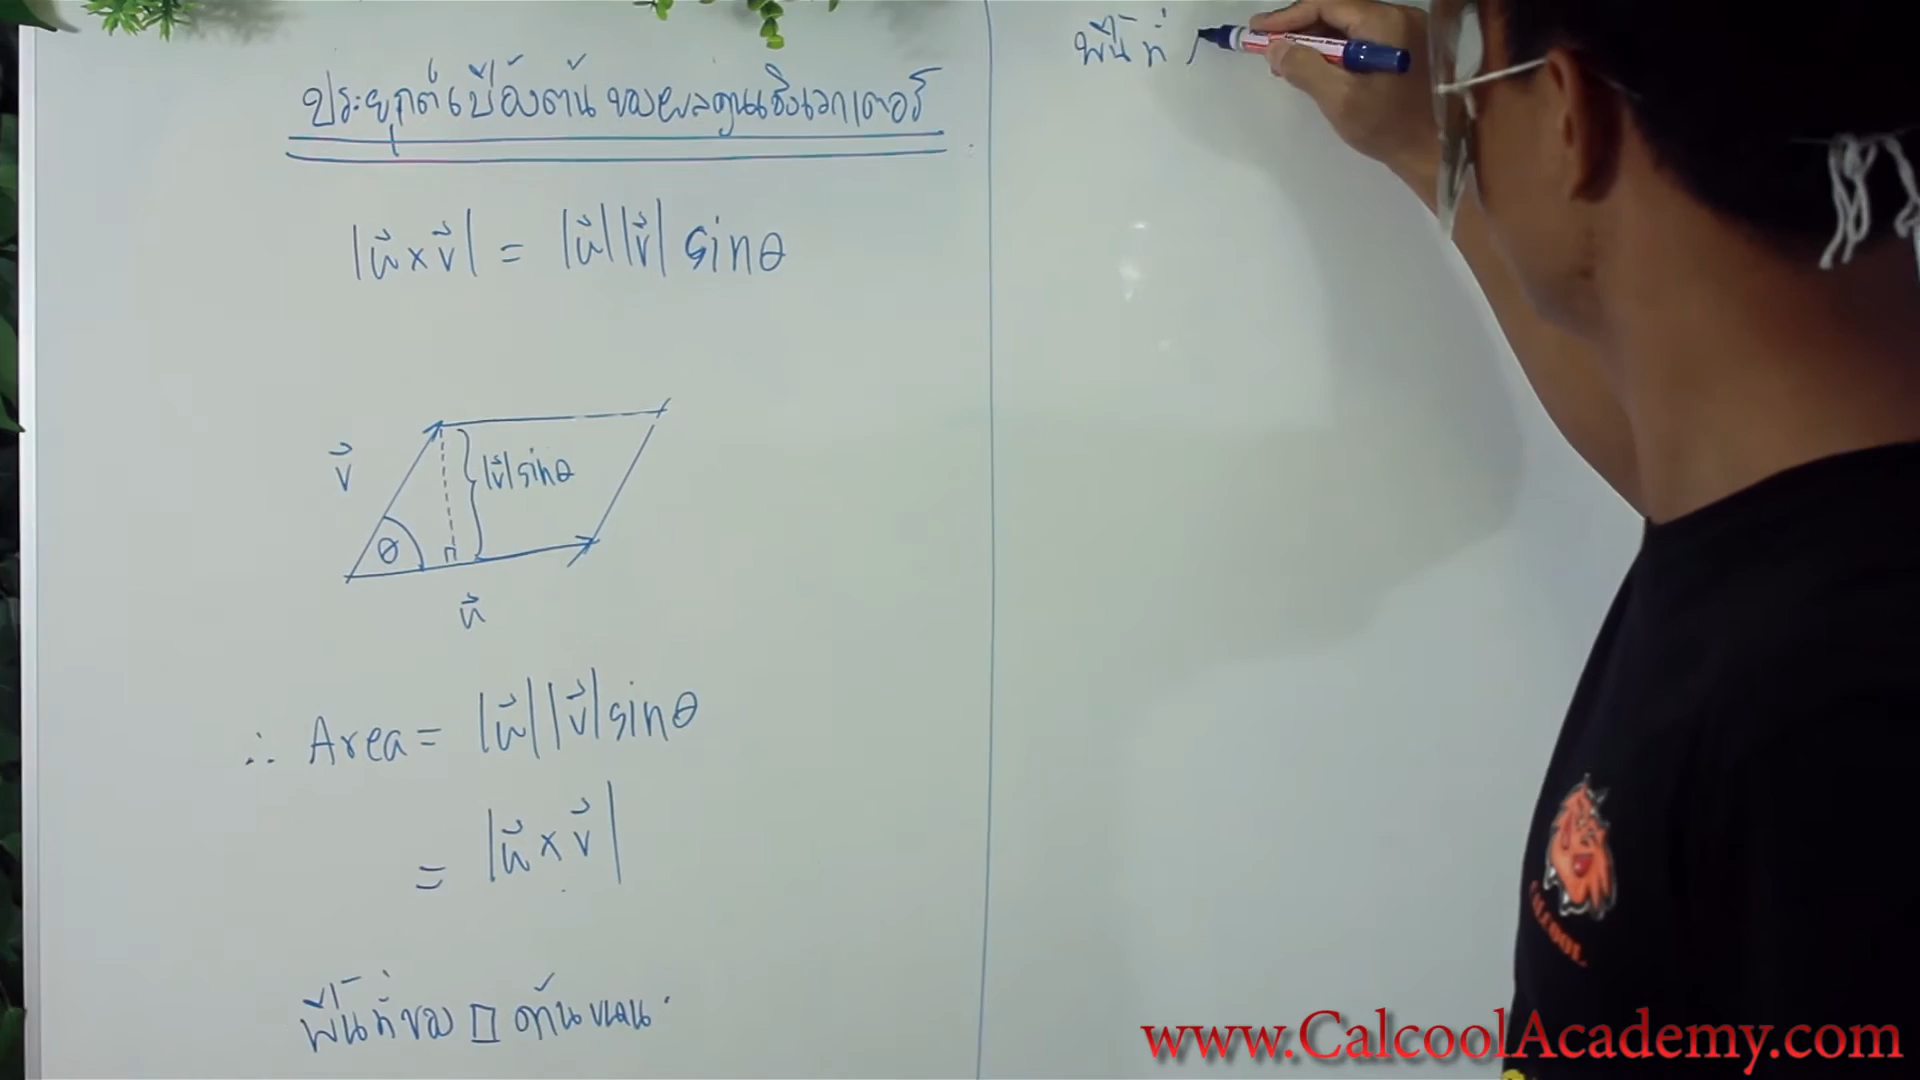 ประยุกต์เบื้องต้น ของผลคูณเชิงเวกเตอร์
|u⃗ × v⃗| = |u⃗| |v⃗| sinθ
v⃗
|v⃗| sinθ
θ
u⃗
∴ Area = |u⃗| |v⃗| sinθ
= |u⃗ × v⃗|
พื้นที่ของ □ ด้านขนาน
พื้นที่
CALCOOL
www.CalcoolAcademy.com